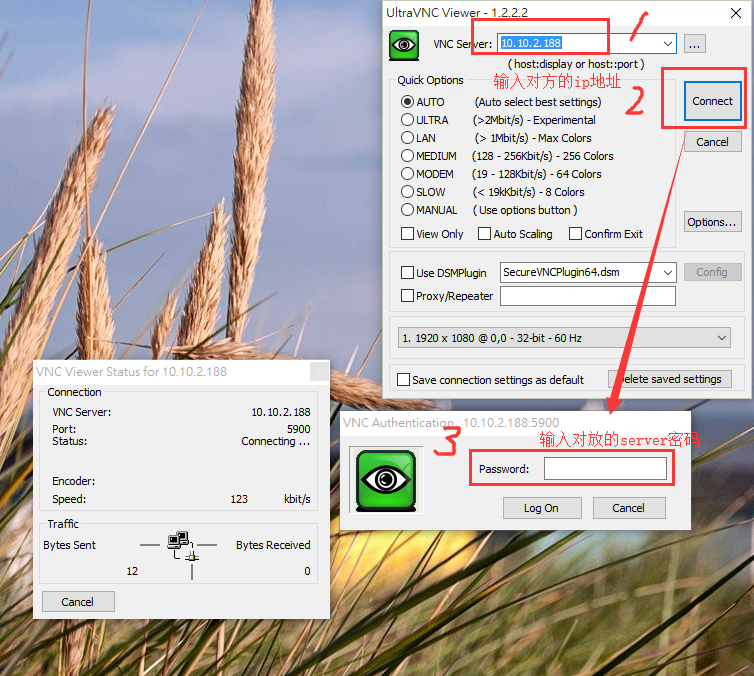 UltraVNC Viewer - 1.2.2.2
1
VNC Server: 10.10.2.188 ...
( host:display or host::port )
输入对方的ip地址
2
Quick Options
AUTO (Auto select best settings)
Connect
ULTRA (>2Mbit/s) - Experimental
LAN (> 1Mbit/s) - Max Colors
Cancel
MEDIUM (128 - 256Kbit/s) - 256 Colors
MODEM (19 - 128Kbit/s) - 64 Colors
SLOW (< 19kKbit/s) - 8 Colors
MANUAL (Use options button )
Options...
View Only Auto Scaling Confirm Exit
Use DSMPlugin SecureVNCPlugin64.dsm Config
Proxy/Repeater
1. 1920 x 1080 @ 0,0 - 32-bit - 60 Hz
Save connection settings as default Delete saved settings
VNC Viewer Status for 10.10.2.188
Connection
VNC Server: 10.10.2.188
Port: 5900
Status: Connecting ...
Encoder:
Speed: 123 kbit/s
Traffic
Bytes Sent Bytes Received
12 0
Cancel
VNC Authentication 10.10.2.188:5900
3
输入对放的server密码
Password:
Log On Cancel